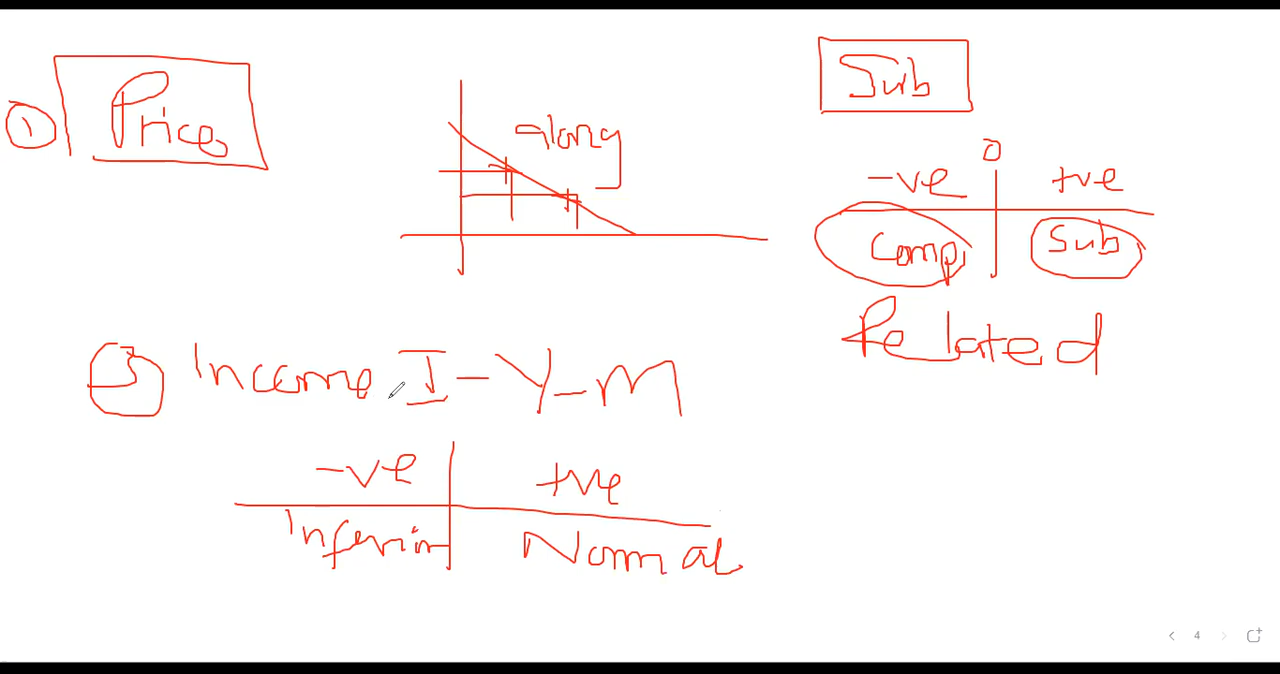 ① Price
along
Sub
0
-ve +ve
Comp Sub
Related
③ Income I - Y - M
-ve +ve
Inferior Normal
4